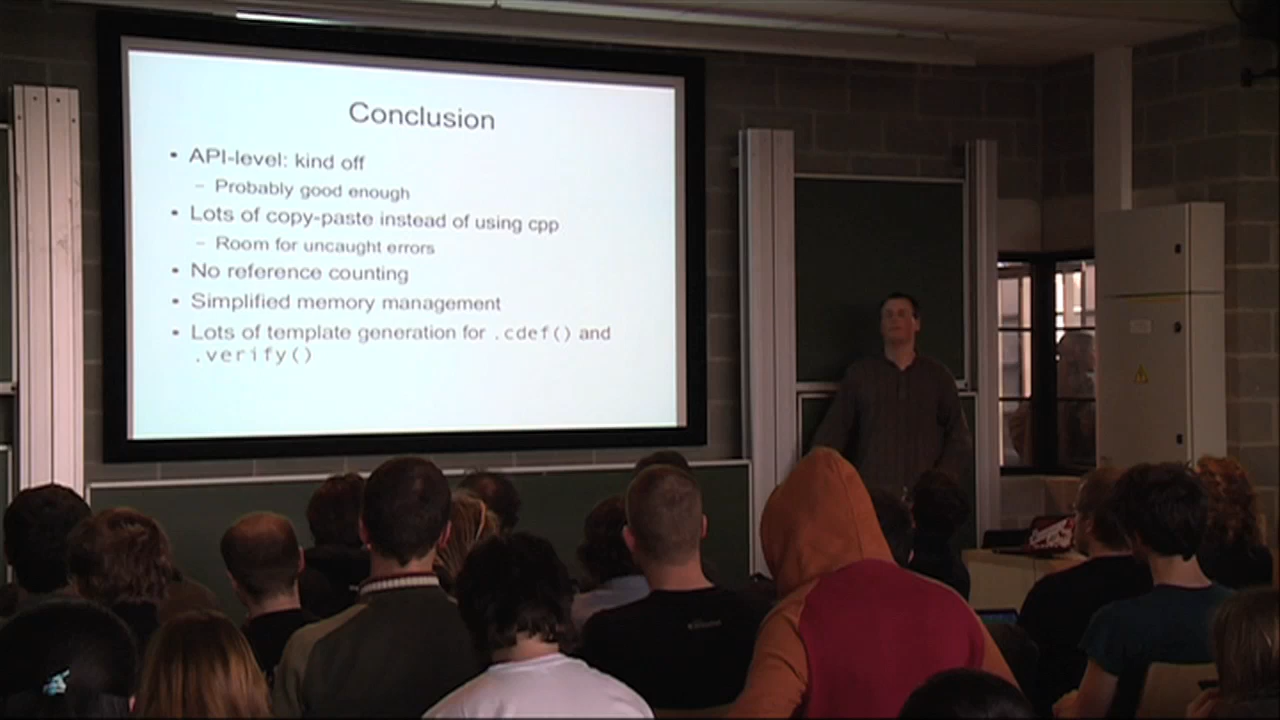 Conclusion
• API-level: kind off
– Probably good enough
• Lots of copy-paste instead of using cpp
– Room for uncaught errors
• No reference counting
• Simplified memory management
• Lots of template generation for .cdef() and
.verify()